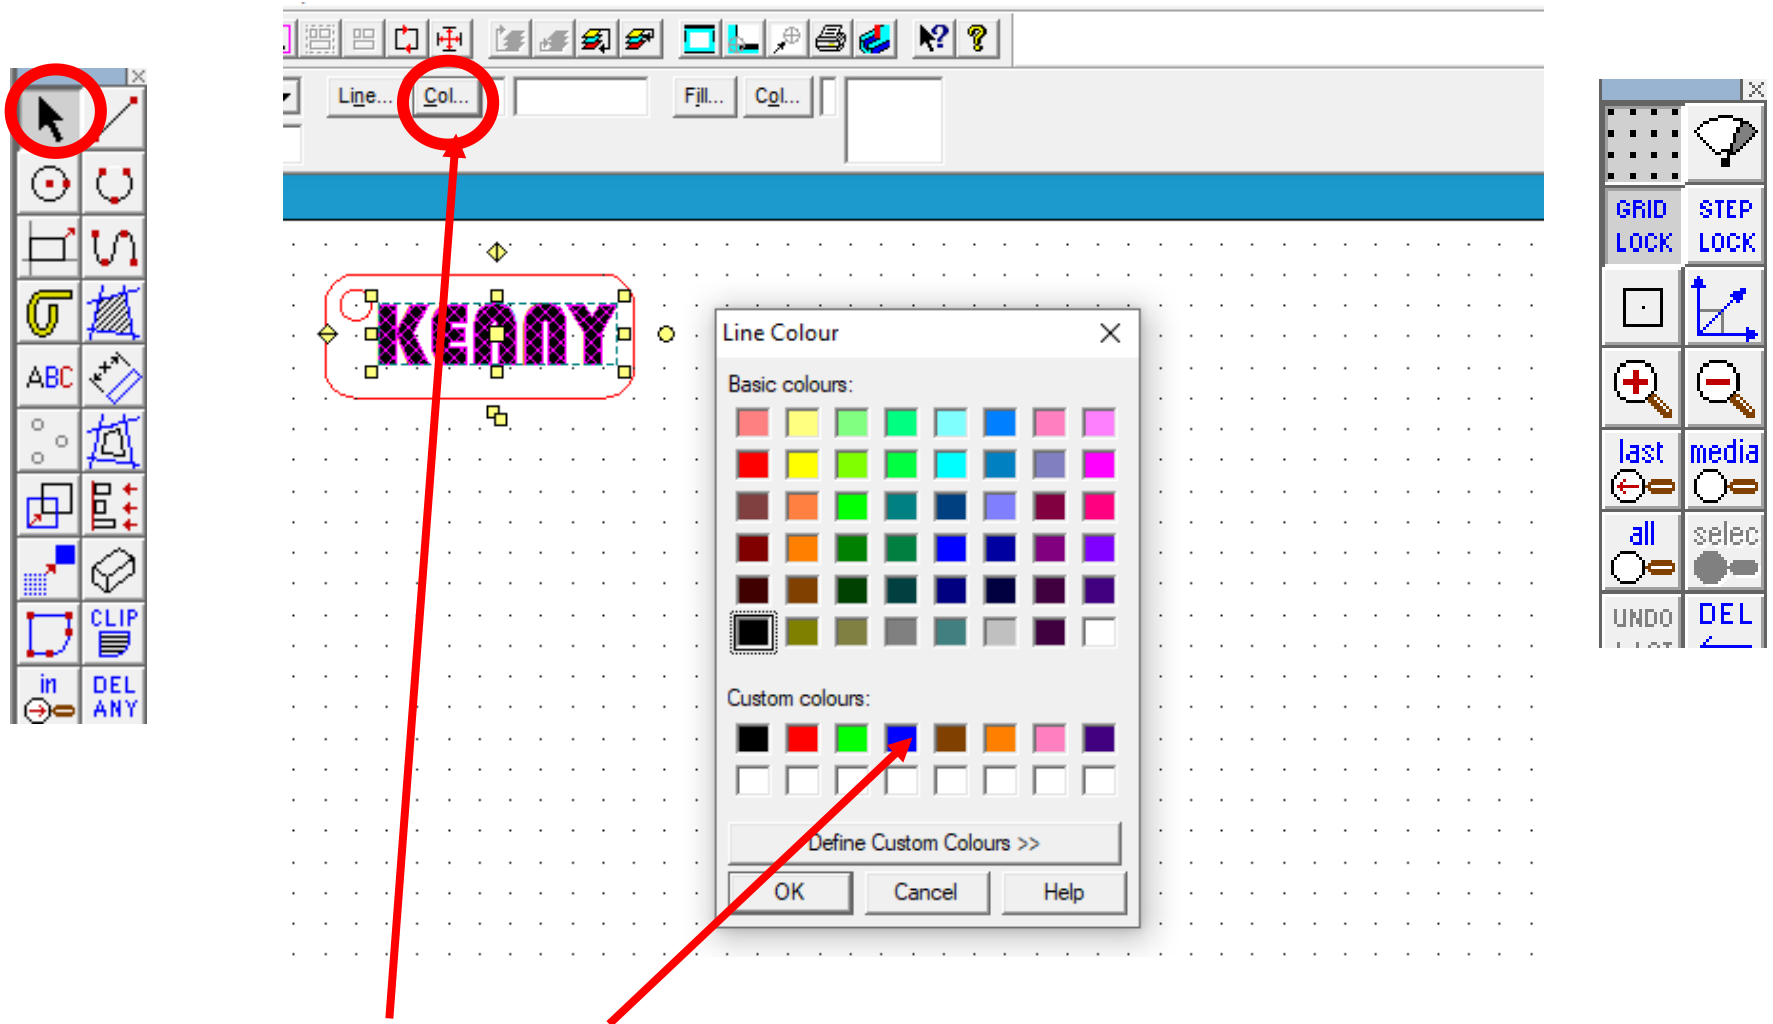 Line... Col... Fill... Col...
KEANY
Line Colour
Basic colours:
Custom colours:
Define Custom Colours >>
OK Cancel Help
ABC
CLIP
in DEL
ANY
GRID STEP
LOCK LOCK
last media
all selec
UNDO DEL